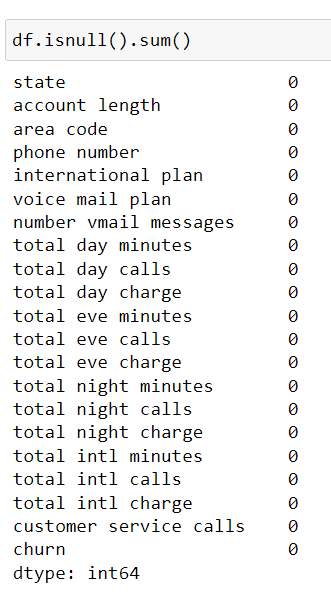 df.isnull().sum()
state 0
account length 0
area code 0
phone number 0
international plan 0
voice mail plan 0
number vmail messages 0
total day minutes 0
total day calls 0
total day charge 0
total eve minutes 0
total eve calls 0
total eve charge 0
total night minutes 0
total night calls 0
total night charge 0
total intl minutes 0
total intl calls 0
total intl charge 0
customer service calls 0
churn 0
dtype: int64